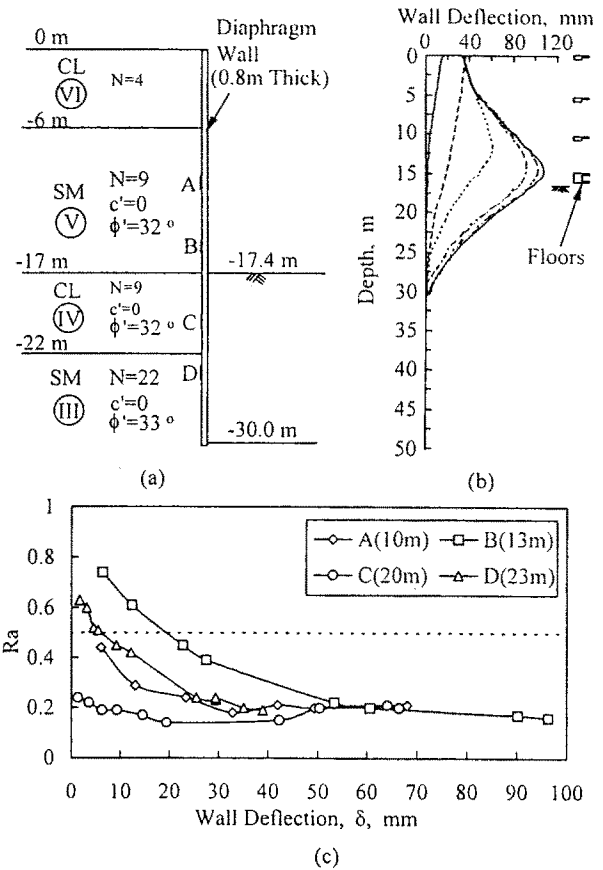 0 m
Diaphragm
Wall
(0.8m Thick)
CL
VI
N=4
-6 m
SM
V
N=9
c'=0
ϕ'=32 °
A
B
-17 m
-17.4 m
CL
IV
N=9
c'=0
ϕ'=32 °
C
-22 m
SM
III
N=22
c'=0
ϕ'=33 °
D
-30.0 m
(a)
Wall Deflection, mm
0 40 80 120
Depth, m
0
5
10
15
20
25
30
35
40
45
50
Floors
(b)
Ra
1
0.8
0.6
0.4
0.2
0
A(10m) B(13m)
C(20m) D(23m)
0 10 20 30 40 50 60 70 80 90 100
Wall Deflection, δ, mm
(c)